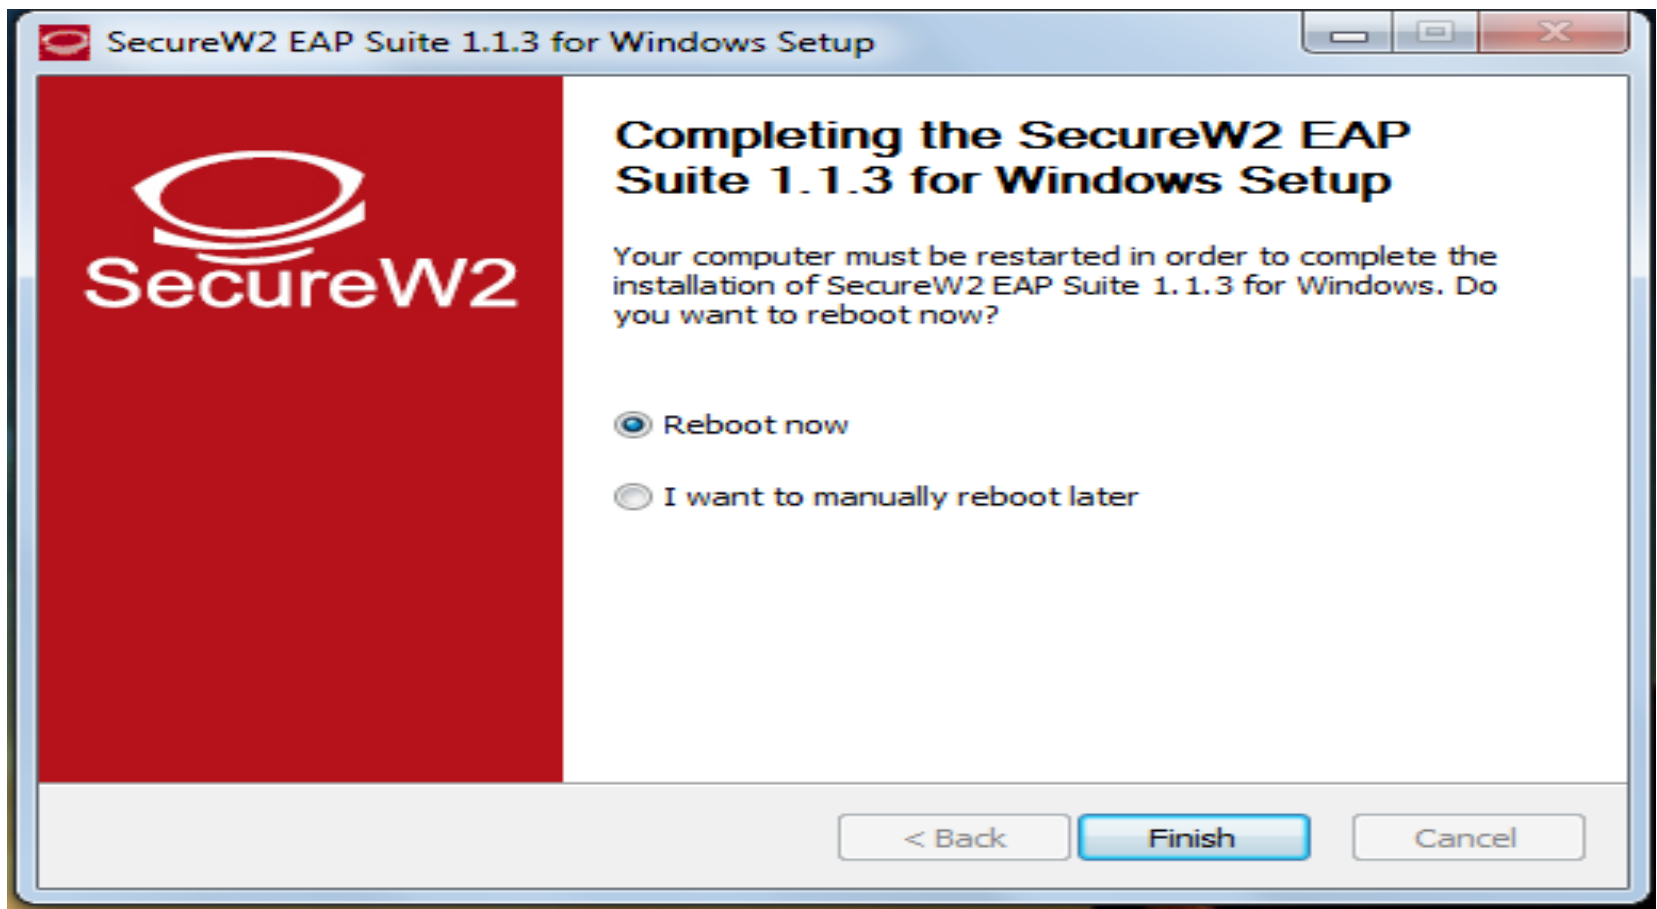 SecureW2 EAP Suite 1.1.3 for Windows Setup
SecureW2
Completing the SecureW2 EAP
Suite 1.1.3 for Windows Setup
Your computer must be restarted in order to complete the
installation of SecureW2 EAP Suite 1.1.3 for Windows. Do
you want to reboot now?
Reboot now
I want to manually reboot later
< Back
Finish
Cancel